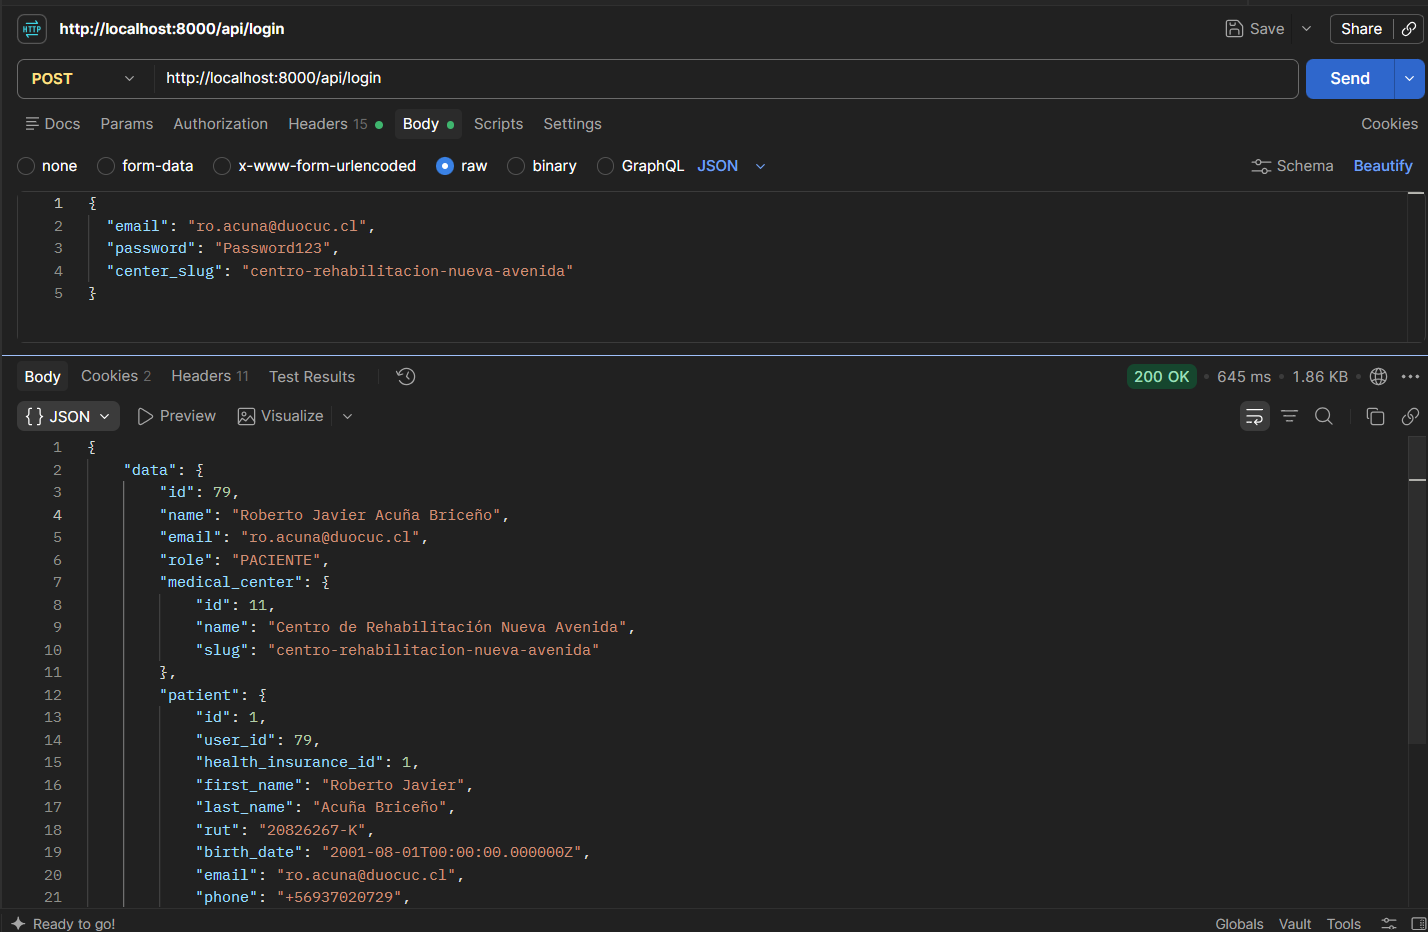 HTTP http://localhost:8000/api/login Save Share
POST http://localhost:8000/api/login Send
Docs Params Authorization Headers 15 Body Scripts Settings Cookies
none form-data x-www-form-urlencoded raw binary GraphQL JSON Schema Beautify
1 {
2 "email": "ro.acuna@duocuc.cl",
3 "password": "Password123",
4 "center_slug": "centro-rehabilitacion-nueva-avenida"
5 }
Body Cookies 2 Headers 11 Test Results 200 OK • 645 ms • 1.86 KB •
{} JSON Preview Visualize
1 {
2 "data": {
3 "id": 79,
4 "name": "Roberto Javier Acuña Briceño",
5 "email": "ro.acuna@duocuc.cl",
6 "role": "PACIENTE",
7 "medical_center": {
8 "id": 11,
9 "name": "Centro de Rehabilitación Nueva Avenida",
10 "slug": "centro-rehabilitacion-nueva-avenida"
11 },
12 "patient": {
13 "id": 1,
14 "user_id": 79,
15 "health_insurance_id": 1,
16 "first_name": "Roberto Javier",
17 "last_name": "Acuña Briceño",
18 "rut": "20826267-K",
19 "birth_date": "2001-08-01T00:00:00.000000Z",
20 "email": "ro.acuna@duocuc.cl",
21 "phone": "+56937020729",
Ready to go! Globals Vault Tools